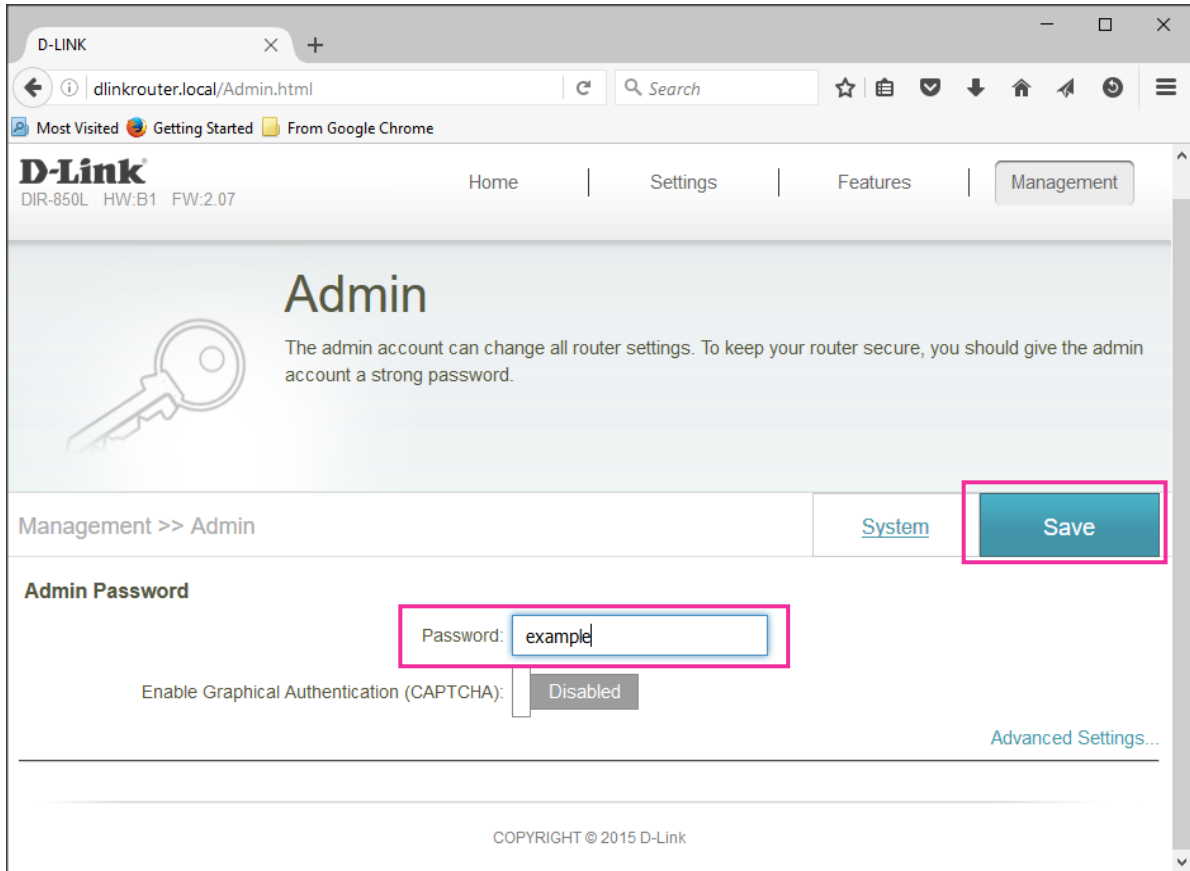 D-LINK
dlinkrouter.local/Admin.html
Search
Most Visited Getting Started From Google Chrome
D-Link
DIR-850L HW:B1 FW:2.07
Home Settings Features Management
Admin
The admin account can change all router settings. To keep your router secure, you should give the admin
account a strong password.
Management >> Admin System Save
Admin Password
Password: example
Enable Graphical Authentication (CAPTCHA): Disabled
Advanced Settings...
COPYRIGHT © 2015 D-Link